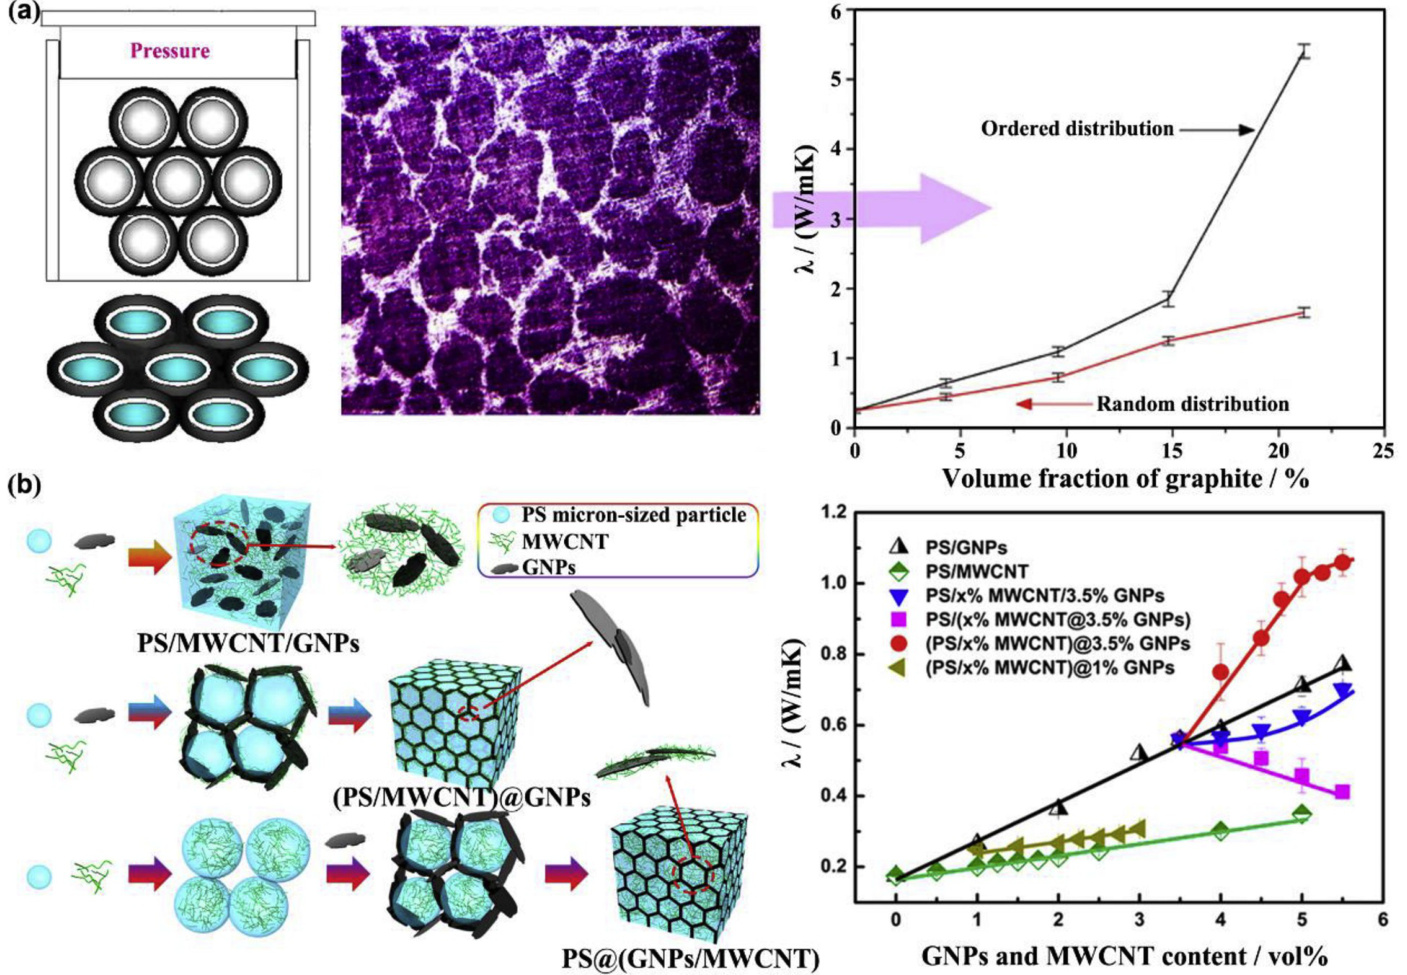 (a)
Pressure
6
5
4
3
2
1
0
λ / (W/mK)
Ordered distribution
Random distribution
0 5 10 15 20 25
Volume fraction of graphite / %
(b)
PS micron-sized particle
MWCNT
GNPs
PS/MWCNT/GNPs
(PS/MWCNT)@GNPs
PS@(GNPs/MWCNT)
1.2
1.0
0.8
0.6
0.4
0.2
λ / (W/mK)
PS/GNPs
PS/MWCNT
PS/x% MWCNT/3.5% GNPs
PS/(x% MWCNT@3.5% GNPs)
(PS/x% MWCNT)@3.5% GNPs
(PS/x% MWCNT)@1% GNPs
0 1 2 3 4 5 6
GNPs and MWCNT content / vol%